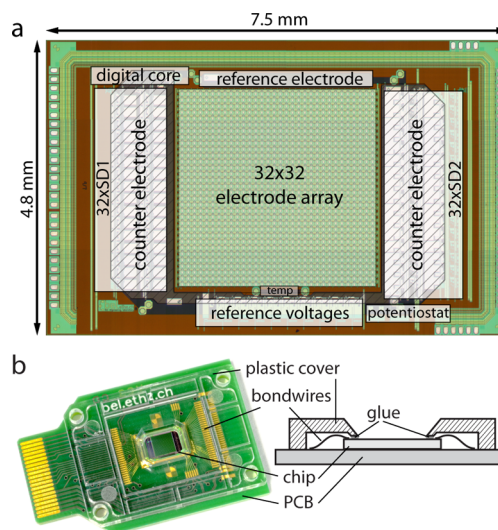 7.5 mm
a
digital core
reference electrode
4.8 mm
32xSD1
counter electrode
32x32
electrode array
counter electrode
32xSD2
temp
reference voltages
potentiostat
b
plastic cover
bel.ethz.ch
bondwires
glue
chip
PCB